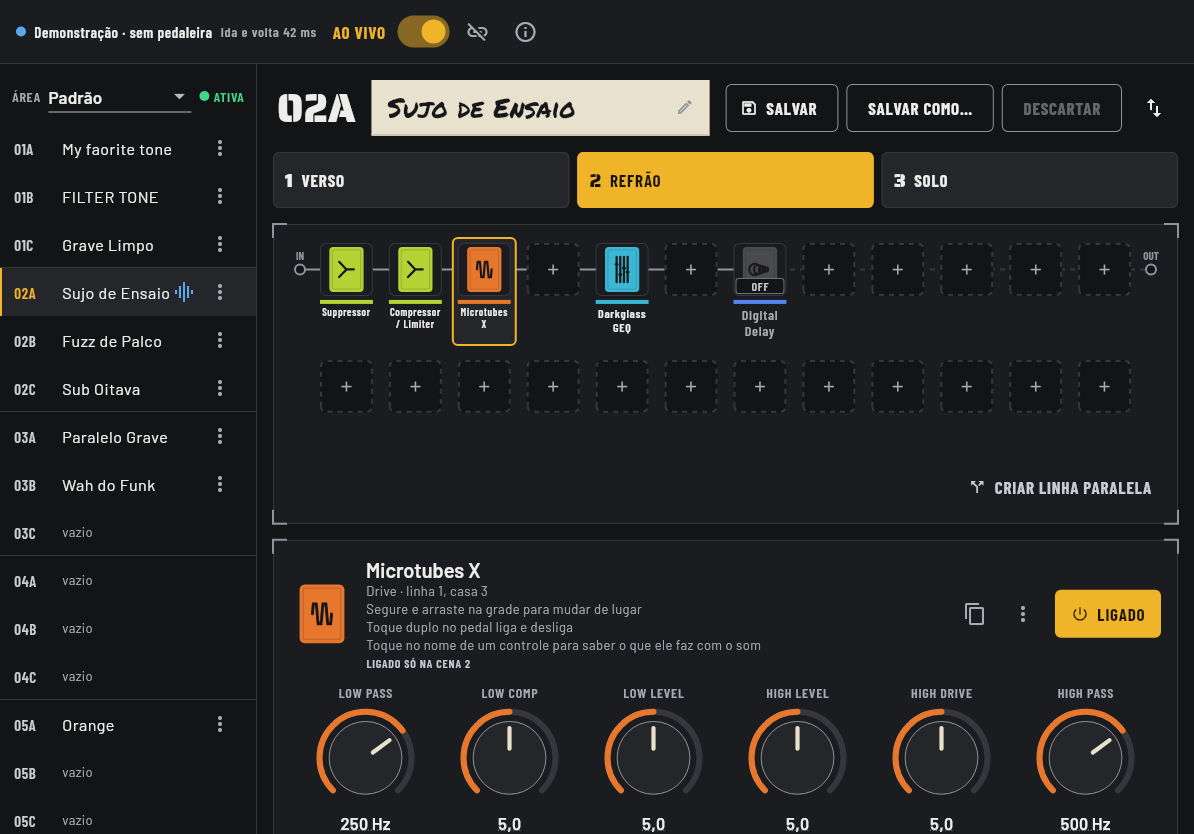 Demonstração · sem pedaleira Ida e volta 42 ms AO VIVO
ÁREA Padrão ATIVA
01A My faorite tone
01B FILTER TONE
01C Grave Limpo
02A Sujo de Ensaio
02B Fuzz de Palco
02C Sub Oitava
03A Paralelo Grave
03B Wah do Funk
03C vazio
04A vazio
04B vazio
04C vazio
05A Orange
05B vazio
05C vazio
02A SUJO DE ENSAIO SALVAR SALVAR COMO... DESCARTAR
1 VERSO
2 REFRÃO
3 SOLO
IN
OUT
Suppressor
Compressor
/ Limiter
Microtubes
X
Darkglass
GEQ
OFF
Digital
Delay
CRIAR LINHA PARALELA
Microtubes X
Drive · linha 1, casa 3
Segure e arraste na grade para mudar de lugar
Toque duplo no pedal liga e desliga
Toque no nome de um controle para saber o que ele faz com o som
LIGADO SÓ NA CENA 2
LIGADO
LOW PASS LOW COMP LOW LEVEL HIGH LEVEL HIGH DRIVE HIGH PASS
250 Hz 5,0 5,0 5,0 5,0 500 Hz